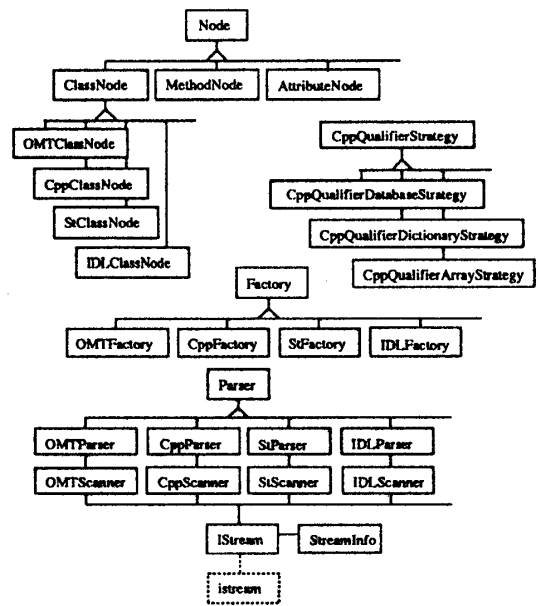 Node
ClassNode MethodNode AttributeNode
OMTClassNode
CppClassNode
StClassNode
IDLClassNode
CppQualifierStrategy
CppQualifierDatabaseStrategy
CppQualifierDictionaryStrategy
CppQualifierArrayStrategy
Factory
OMTFactory CppFactory StFactory IDLFactory
Parser
OMTParser CppParser StParser IDLParser
OMTScanner CppScanner StScanner IDLScanner
IStream StreamInfo
istream